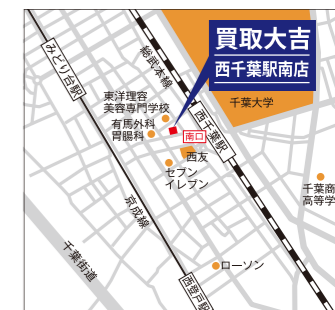 買取大吉
西千葉駅南店
みどり台駅
総武本線
東洋理容
美容専門学校
有馬外科
胃腸科
南口
西千葉駅
千葉大学
西友
セブン
イレブン
千葉商
高等学
京成線
千葉街道
ローソン
西登戸駅